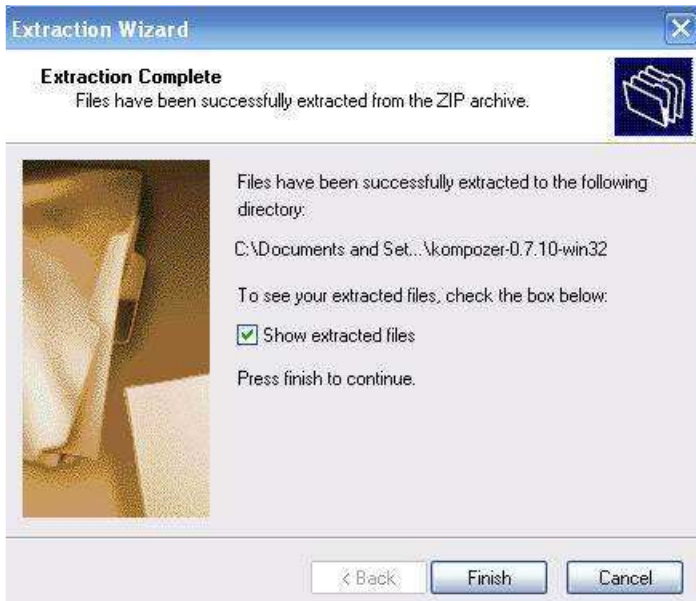 Extraction Wizard
Extraction Complete
Files have been successfully extracted from the ZIP archive.
Files have been successfully extracted to the following
directory:
C:\Documents and Set...\kompozer-0.7.10-win32
To see your extracted files, check the box below:
Show extracted files
Press finish to continue.
< Back
Finish
Cancel